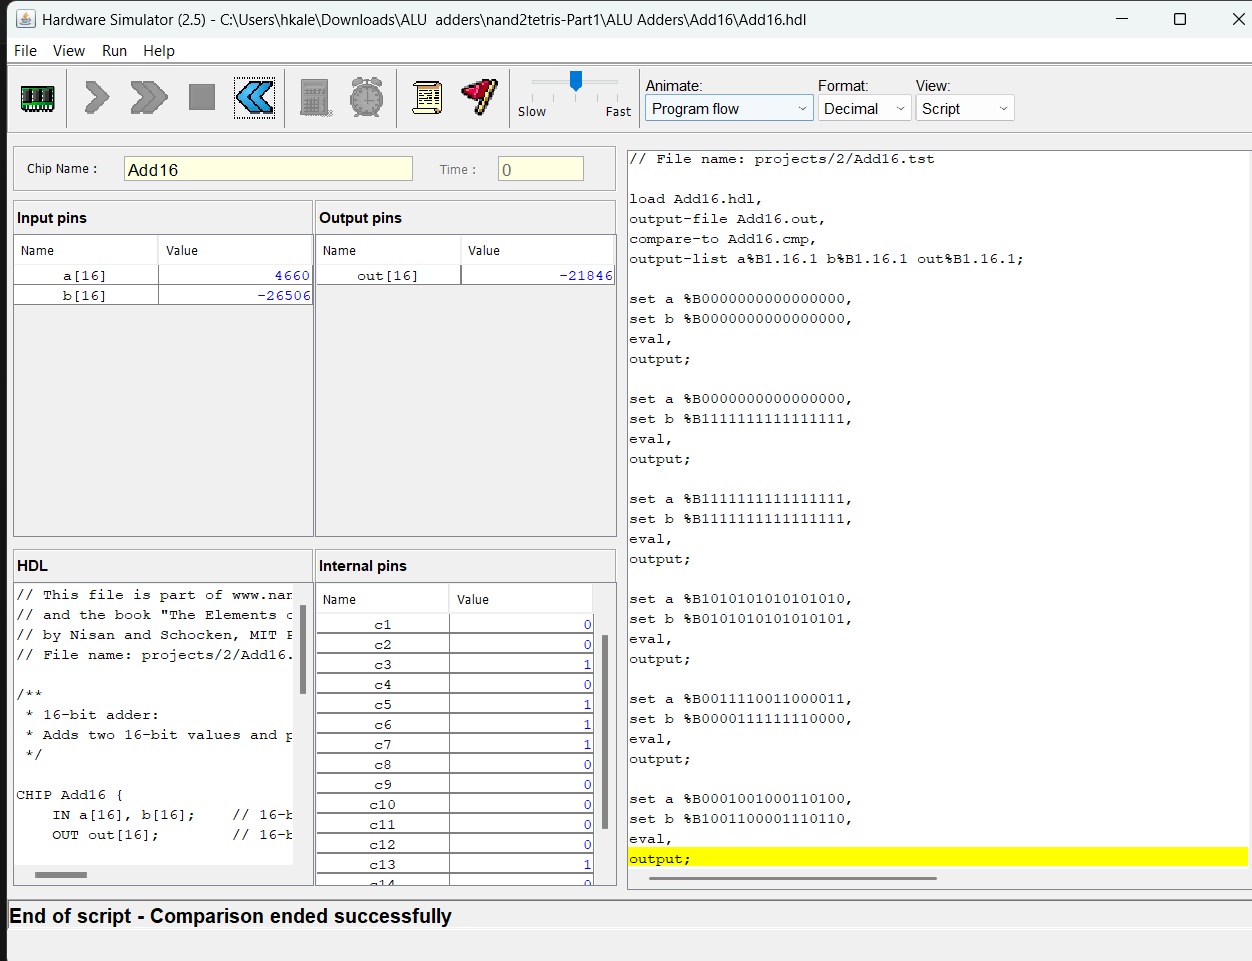 Hardware Simulator (2.5) - C:\Users\hkale\Downloads\ALU  adders\nand2tetris-Part1\ALU Adders\Add16\Add16.hdl
File View Run Help
Slow Fast
Animate: Format: View:
Program flow Decimal Script
Chip Name : Add16 Time : 0
Input pins
Name Value
a[16] 4660
b[16] -26506
Output pins
Name Value
out[16] -21846
HDL
// This file is part of www.nan
// and the book "The Elements o
// by Nisan and Schocken, MIT P
// File name: projects/2/Add16.
/**
 * 16-bit adder:
 * Adds two 16-bit values and p
 */
CHIP Add16 {
    IN a[16], b[16];    // 16-b
    OUT out[16];        // 16-b
Internal pins
Name Value
c1 0
c2 0
c3 1
c4 0
c5 1
c6 1
c7 1
c8 0
c9 0
c10 0
c11 0
c12 0
c13 1
c14 0
// File name: projects/2/Add16.tst
load Add16.hdl,
output-file Add16.out,
compare-to Add16.cmp,
output-list a%B1.16.1 b%B1.16.1 out%B1.16.1;
set a %B0000000000000000,
set b %B0000000000000000,
eval,
output;
set a %B0000000000000000,
set b %B1111111111111111,
eval,
output;
set a %B1111111111111111,
set b %B1111111111111111,
eval,
output;
set a %B1010101010101010,
set b %B0101010101010101,
eval,
output;
set a %B0011110011000011,
set b %B0000111111110000,
eval,
output;
set a %B0001001000110100,
set b %B1001100001110110,
eval,
output;
End of script - Comparison ended successfully